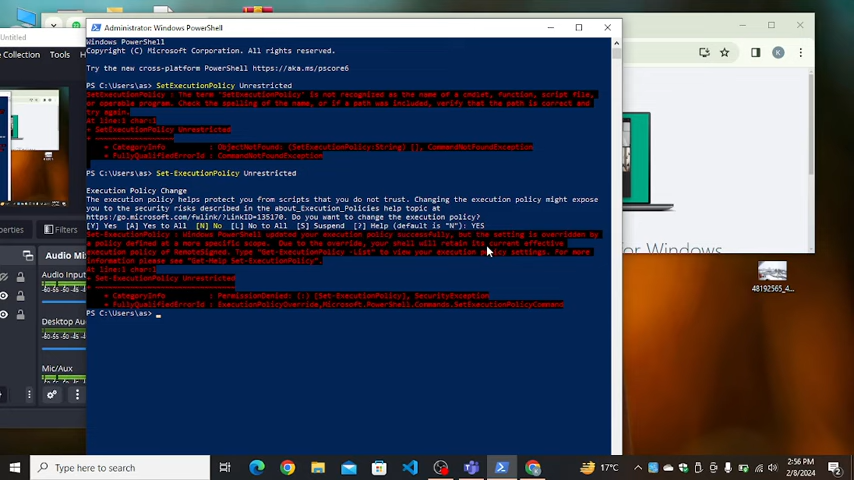 Untitled
Administrator: Windows PowerShell
e Collection Tools
K
Windows PowerShell
Copyright (C) Microsoft Corporation. All rights reserved.
Try the new cross-platform PowerShell https://aka.ms/pscore6
PS C:\Users\as> SetExecutionPolicy Unrestricted
SetExecutionPolicy : The term 'SetExecutionPolicy' is not recognized as the name of a cmdlet, function, script file,
or operable program. Check the spelling of the name, or if a path was included, verify that the path is correct and
try again.
At line:1 char:1
+ SetExecutionPolicy Unrestricted
+ ~~~~~~~~~~~~~~~~~~
+ CategoryInfo : ObjectNotFound: (SetExecutionPolicy:String) [], CommandNotFoundException
+ FullyQualifiedErrorId : CommandNotFoundException
PS C:\Users\as> Set-ExecutionPolicy Unrestricted
Execution Policy Change
The execution policy helps protect you from scripts that you do not trust. Changing the execution policy might expose
you to the security risks described in the about_Execution_Policies help topic at
https:/go.microsoft.com/fwlink/?LinkID=135170. Do you want to change the execution policy?
[Y] Yes [A] Yes to All [N] No [L] No to All [S] Suspend [?] Help (default is "N"): YES
Set-ExecutionPolicy : Windows PowerShell updated your execution policy successfully, but the setting is overridden by
a policy defined at a more specific scope. Due to the override, your shell will retain its current effective
execution policy of RemoteSigned. Type "Get-ExecutionPolicy -List" to view your execution policy settings. For more
information please see "Get-Help Set-ExecutionPolicy".
At line:1 char:1
+ Set-ExecutionPolicy Unrestricted
+ ~~~~~~~~~~~~~~~~~~~~~~~~~~~~~~~~
+ CategoryInfo : PermissionDenied: (:) [Set-ExecutionPolicy], SecurityException
+ FullyQualifiedErrorId : ExecutionPolicyOverride,Microsoft.PowerShell.Commands.SetExecutionPolicyCommand
PS C:\Users\as>
perties Filters
Audio Mi
Audio Input
Desktop Au
Mic/Aux
48192565_4...
Type here to search
17°C
2:56 PM
2/8/2024
2